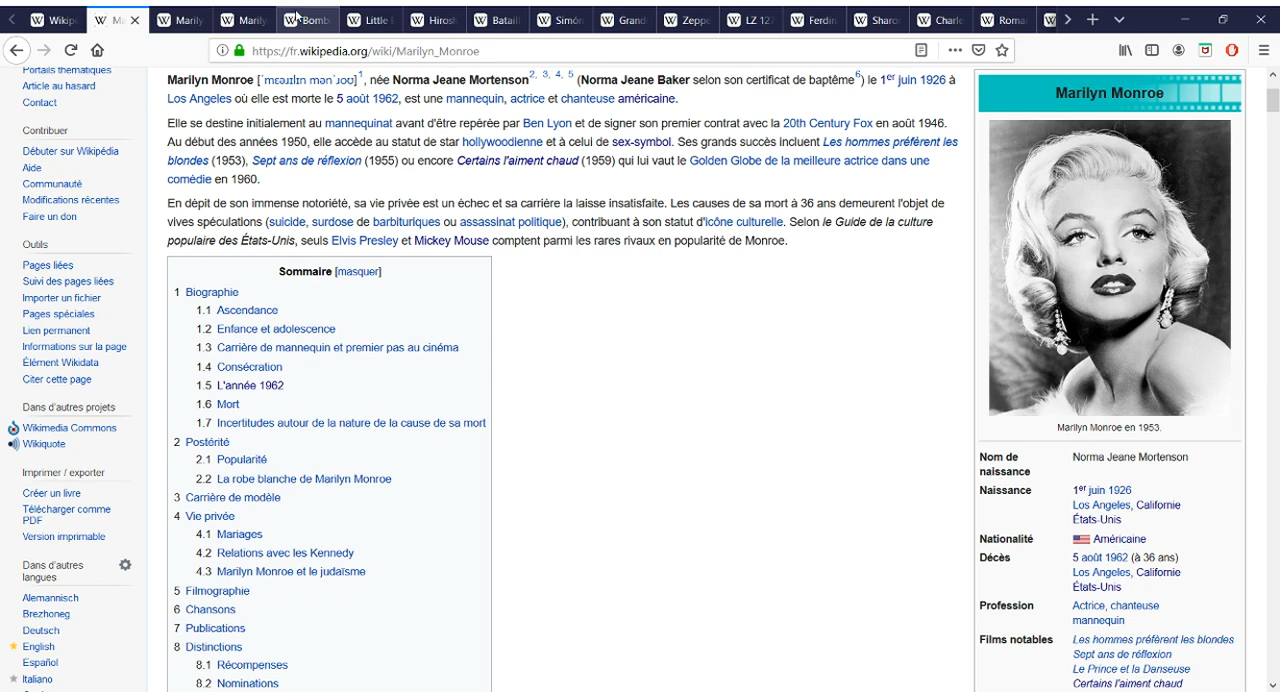 Wikip
M
Marily
Marily
Bomb
Little
Hirosh
Batail
Simón
Grand
Zeppe
LZ 12
Ferdin
Sharo
Charle
Roma
https://fr.wikipedia.org/wiki/Marilyn_Monroe
Portails thématiques
Article au hasard
Contact
Contribuer
Débuter sur Wikipédia
Aide
Communauté
Modifications récentes
Faire un don
Outils
Pages liées
Suivi des pages liées
Importer un fichier
Pages spéciales
Lien permanent
Informations sur la page
Élément Wikidata
Citer cette page
Dans d'autres projets
Wikimedia Commons
Wikiquote
Imprimer / exporter
Créer un livre
Télécharger comme
PDF
Version imprimable
Dans d'autres
langues
Alemannisch
Brezhoneg
Deutsch
English
Español
Italiano
Marilyn Monroe [ˈmɛəɹɪlɪn mənˈɹoʊ]1, née Norma Jeane Mortenson2, 3, 4, 5 (Norma Jeane Baker selon son certificat de baptême6) le 1er juin 1926 à
Los Angeles où elle est morte le 5 août 1962, est une mannequin, actrice et chanteuse américaine.
Elle se destine initialement au mannequinat avant d'être repérée par Ben Lyon et de signer son premier contrat avec la 20th Century Fox en août 1946.
Au début des années 1950, elle accède au statut de star hollywoodienne et à celui de sex-symbol. Ses grands succès incluent Les hommes préfèrent les
blondes (1953), Sept ans de réflexion (1955) ou encore Certains l'aiment chaud (1959) qui lui vaut le Golden Globe de la meilleure actrice dans une
comédie en 1960.
En dépit de son immense notoriété, sa vie privée est un échec et sa carrière la laisse insatisfaite. Les causes de sa mort à 36 ans demeurent l'objet de
vives spéculations (suicide, surdose de barbituriques ou assassinat politique), contribuant à son statut d'icône culturelle. Selon le Guide de la culture
populaire des États-Unis, seuls Elvis Presley et Mickey Mouse comptent parmi les rares rivaux en popularité de Monroe.
Sommaire [masquer]
1 Biographie
1.1 Ascendance
1.2 Enfance et adolescence
1.3 Carrière de mannequin et premier pas au cinéma
1.4 Consécration
1.5 L'année 1962
1.6 Mort
1.7 Incertitudes autour de la nature de la cause de sa mort
2 Postérité
2.1 Popularité
2.2 La robe blanche de Marilyn Monroe
3 Carrière de modèle
4 Vie privée
4.1 Mariages
4.2 Relations avec les Kennedy
4.3 Marilyn Monroe et le judaïsme
5 Filmographie
6 Chansons
7 Publications
8 Distinctions
8.1 Récompenses
8.2 Nominations
Marilyn Monroe
Marilyn Monroe en 1953.
Nom de
naissance
Norma Jeane Mortenson
Naissance
1er juin 1926
Los Angeles, Californie
États-Unis
Nationalité
Américaine
Décès
5 août 1962 (à 36 ans)
Los Angeles, Californie
États-Unis
Profession
Actrice, chanteuse
mannequin
Films notables
Les hommes préfèrent les blondes
Sept ans de réflexion
Le Prince et la Danseuse
Certains l'aiment chaud